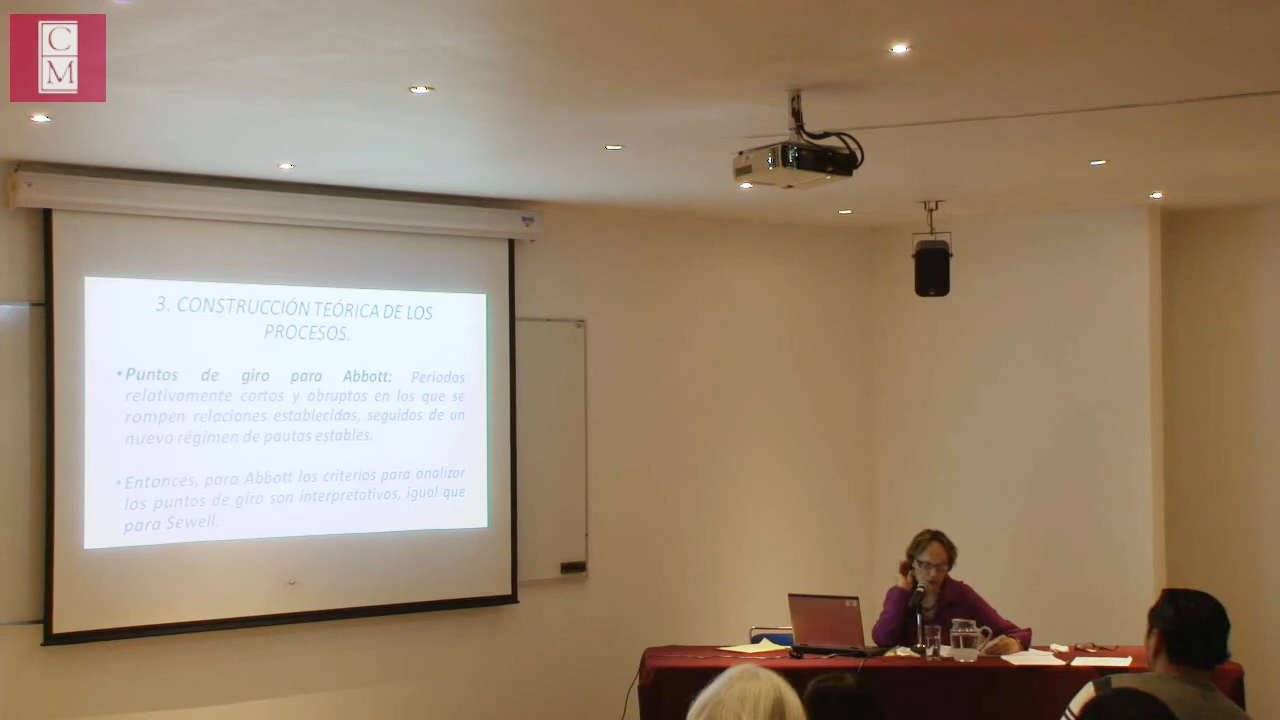 C
M
3. CONSTRUCCIÓN TEÓRICA DE LOS
PROCESOS.
• Puntos de giro para Abbott: Periodos
relativamente cortos y abruptos en los que se
rompen relaciones establecidas, seguidos de un
nuevo régimen de pautas estables.
• Entonces, para Abbott los criterios para analizar
los puntos de giro son interpretativos, igual que
para Sewell.